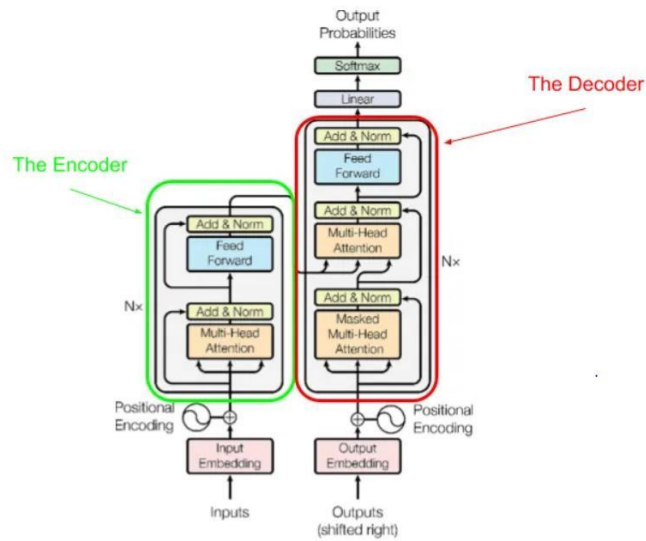 Output
Probabilities
Softmax
Linear
The Decoder
Add & Norm
Feed
Forward
The Encoder
Add & Norm
Multi-Head
Attention
Add & Norm
Feed
Forward
Nx
Add & Norm
Masked
Multi-Head
Attention
Nx
Add & Norm
Multi-Head
Attention
Positional
Encoding
Positional
Encoding
Input
Embedding
Output
Embedding
Inputs
Outputs
(shifted right)